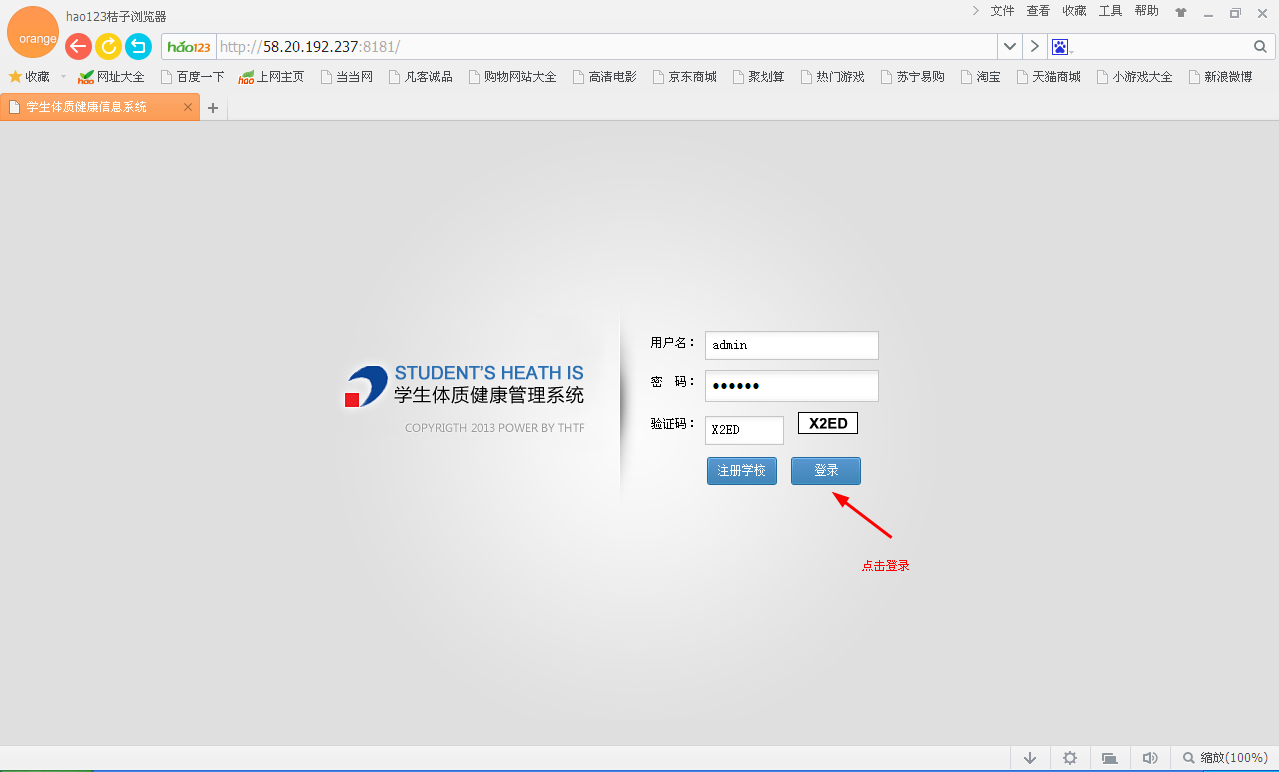 hao123桔子浏览器
文件 查看 收藏 工具 帮助
orange
hao123 http://58.20.192.237:8181/
收藏 网址大全 百度一下 上网主页 当当网 凡客诚品 购物网站大全 高清电影 京东商城 聚划算 热门游戏 苏宁易购 淘宝 天猫商城 小游戏大全 新浪微博
学生体质健康信息系统
用户名： admin
STUDENT'S HEATH IS
密 码： ●●●●●●
学生体质健康管理系统
COPYRIGTH 2013 POWER BY THTF
验证码： X2ED X2ED
注册学校 登录
点击登录
缩放(100%)